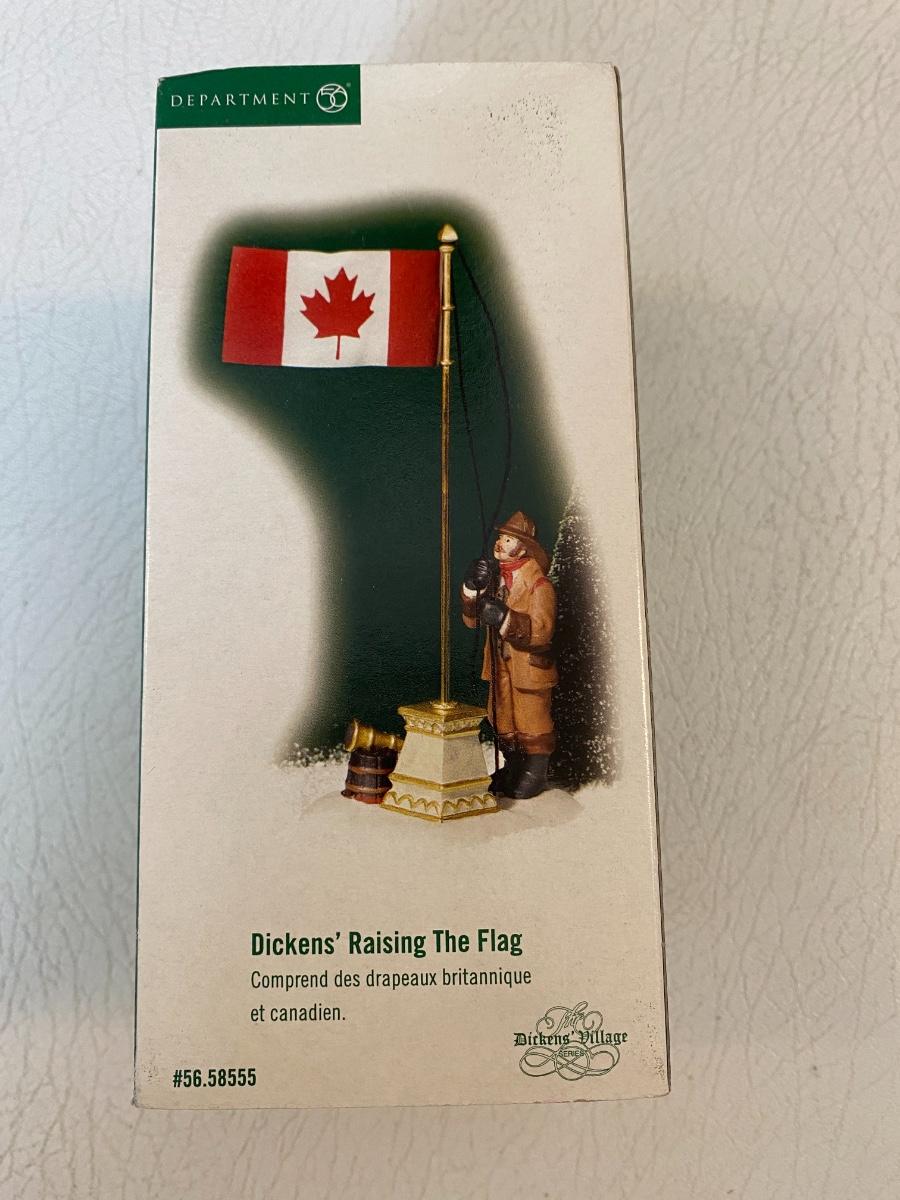 DEPARTMENT 56®
Dickens' Raising The Flag
Comprend des drapeaux britannique
et canadien.
The
Dickens' Village
SERIES
#56.58555